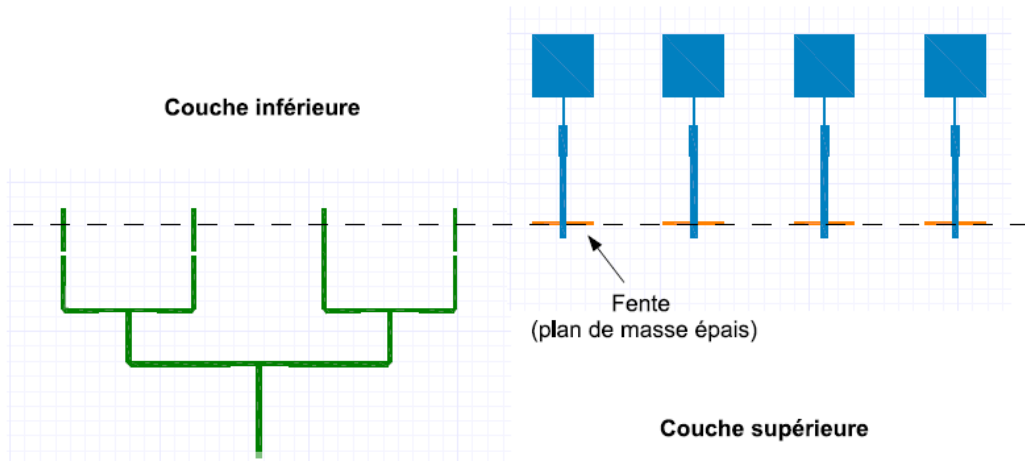 Couche inférieure
Fente
(plan de masse épais)
Couche supérieure